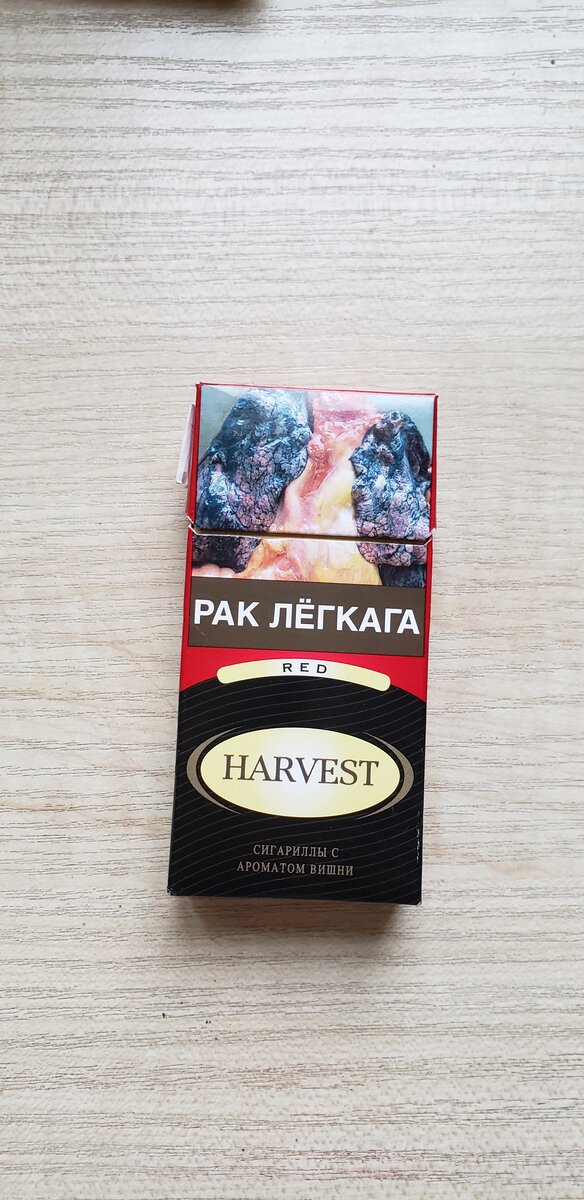 РАК ЛЁГКАГА
RED
HARVEST
СИГАРИЛЛЫ С
АРОМАТОМ ВИШНИ